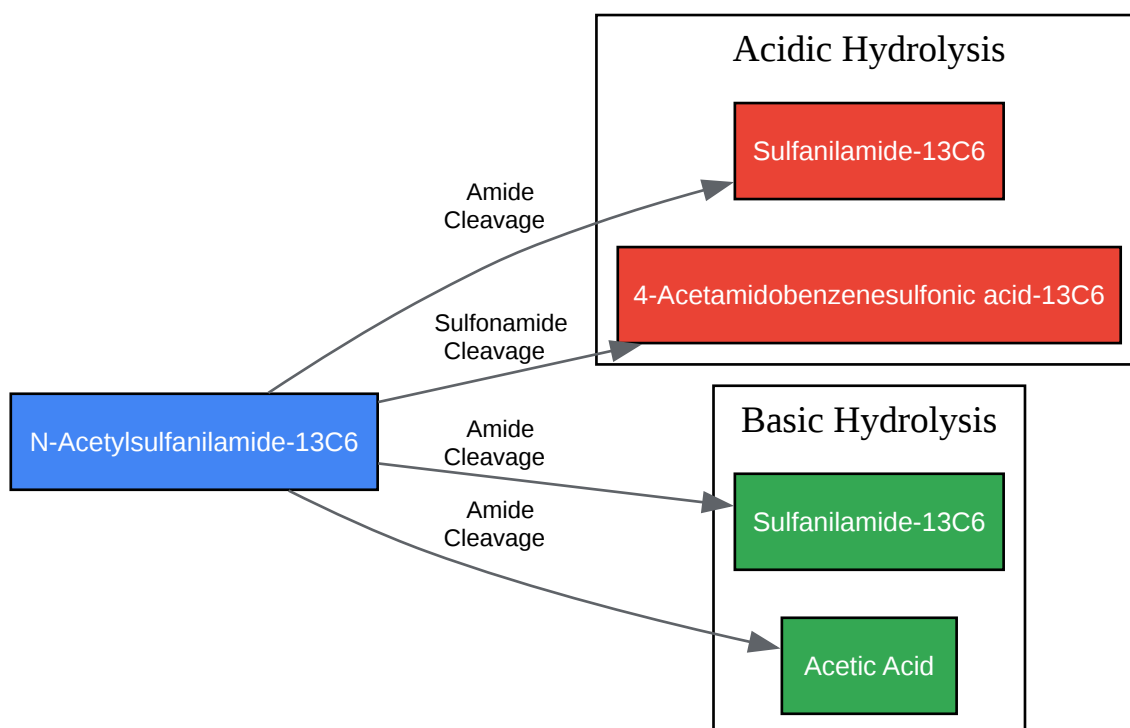 Acidic Hydrolysis
Sulfanilamide-13C6
Amide
Cleavage
4-Acetamidobenzenesulfonic acid-13C6
Sulfonamide
Cleavage
N-Acetylsulfanilamide-13C6
Basic Hydrolysis
Amide
Cleavage
Sulfanilamide-13C6
Amide
Cleavage
Acetic Acid